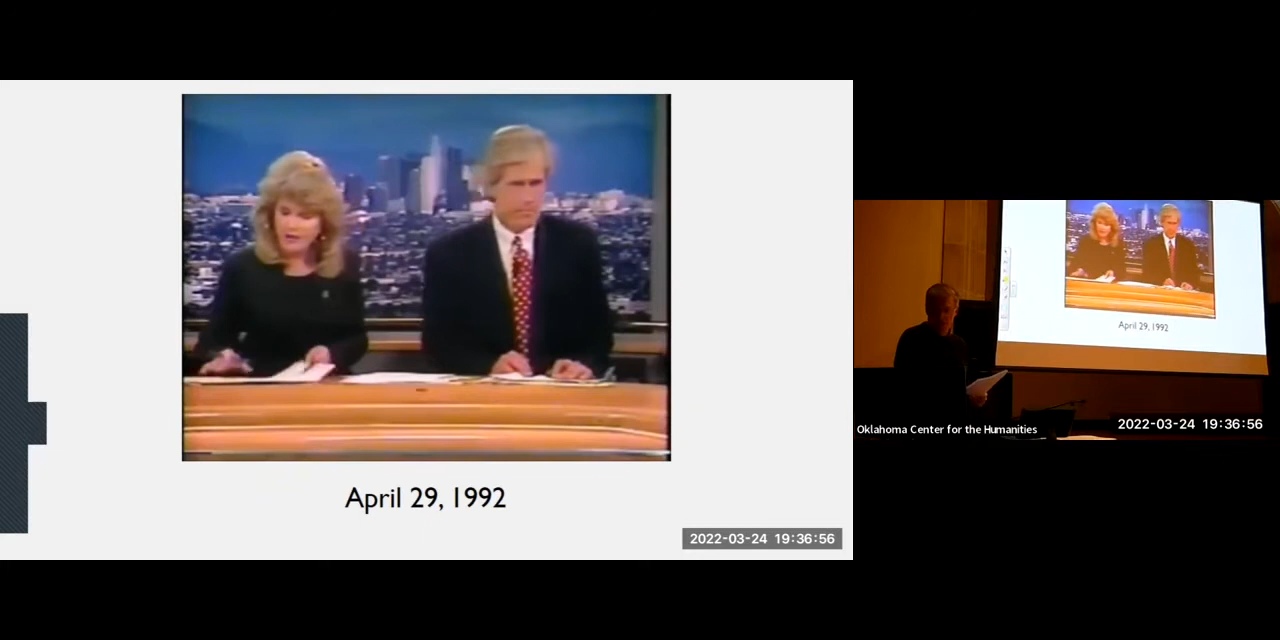 April 29, 1992
2022-03-24 19:36:56
April 29, 1992
Oklahoma Center for the Humanities
2022-03-24 19:36:56